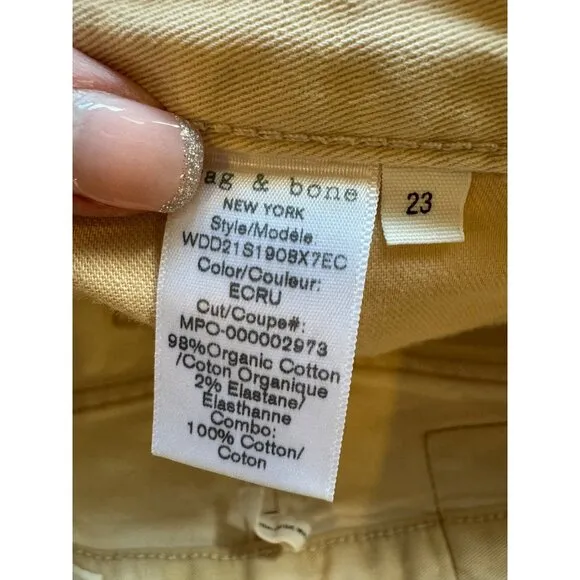 ag & bone
NEW YORK
Style/Modéle
WDD21S1908X7EC
Color/Couleur:
ECRU
Cut/Coupe#:
MPO-000002973
98%Organic Cotton
/Coton Organique
2% Elastane/
Elasthanne
Combo:
100% Cotton/
Coton
23